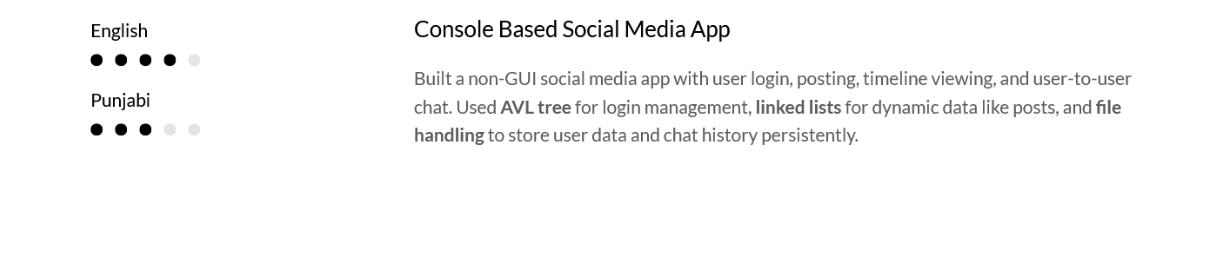 English
Punjabi
Console Based Social Media App
Built a non-GUI social media app with user login, posting, timeline viewing, and user-to-user
chat. Used AVL tree for login management, linked lists for dynamic data like posts, and file
handling to store user data and chat history persistently.